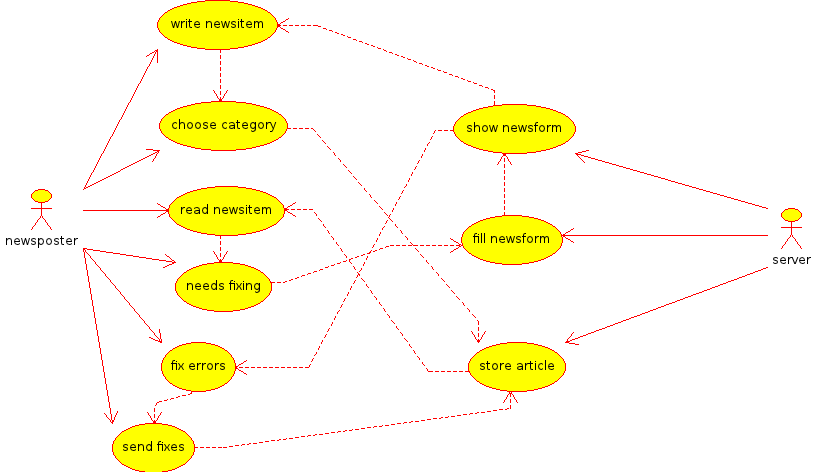 write newsitem
choose category
show newsform
read newsitem
newsposter
fill newsform
server
needs fixing
fix errors
store article
send fixes